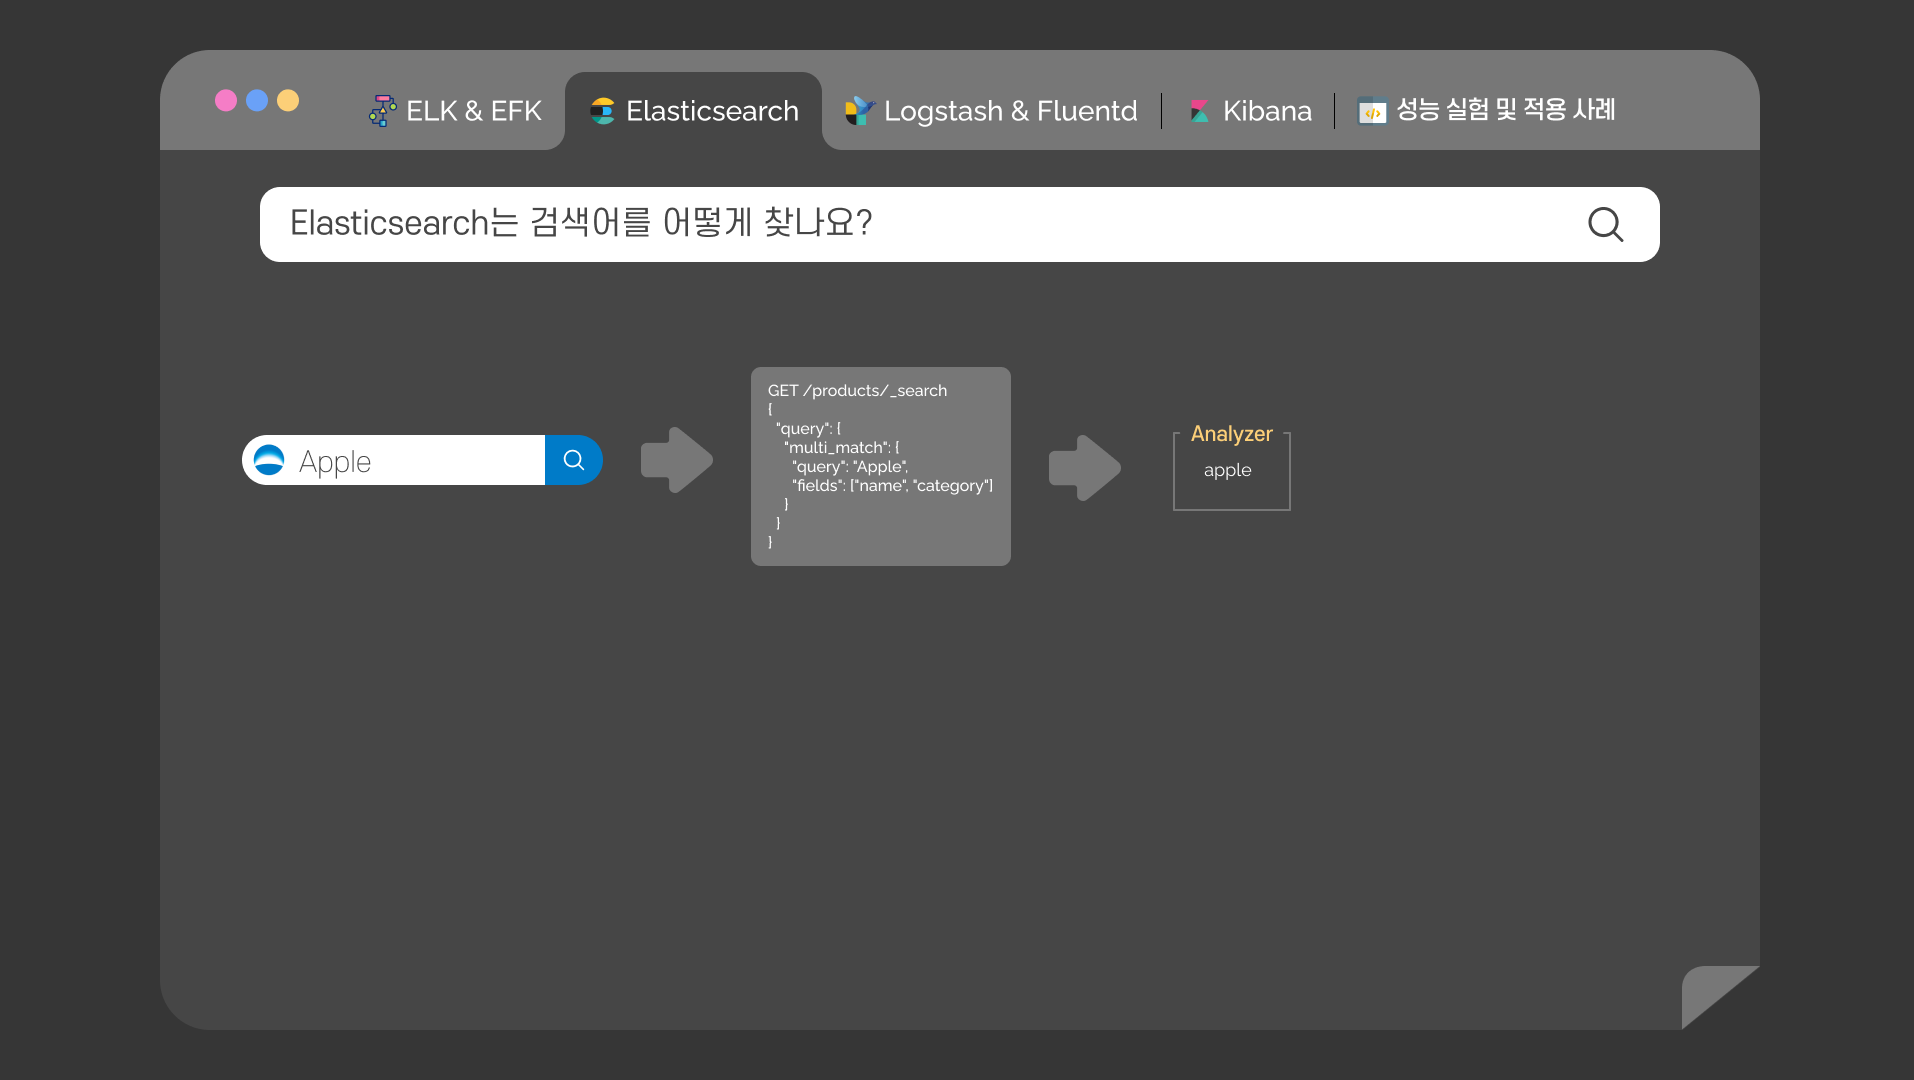 ELK & EFK
Elasticsearch
Logstash & Fluentd
Kibana
성능 실험 및 적용 사례
Elasticsearch는 검색어를 어떻게 찾나요?
Apple
GET /products/_search
{
"query": {
"multi_match": {
"query": "Apple",
"fields": ["name", "category"]
}
}
}
Analyzer
apple